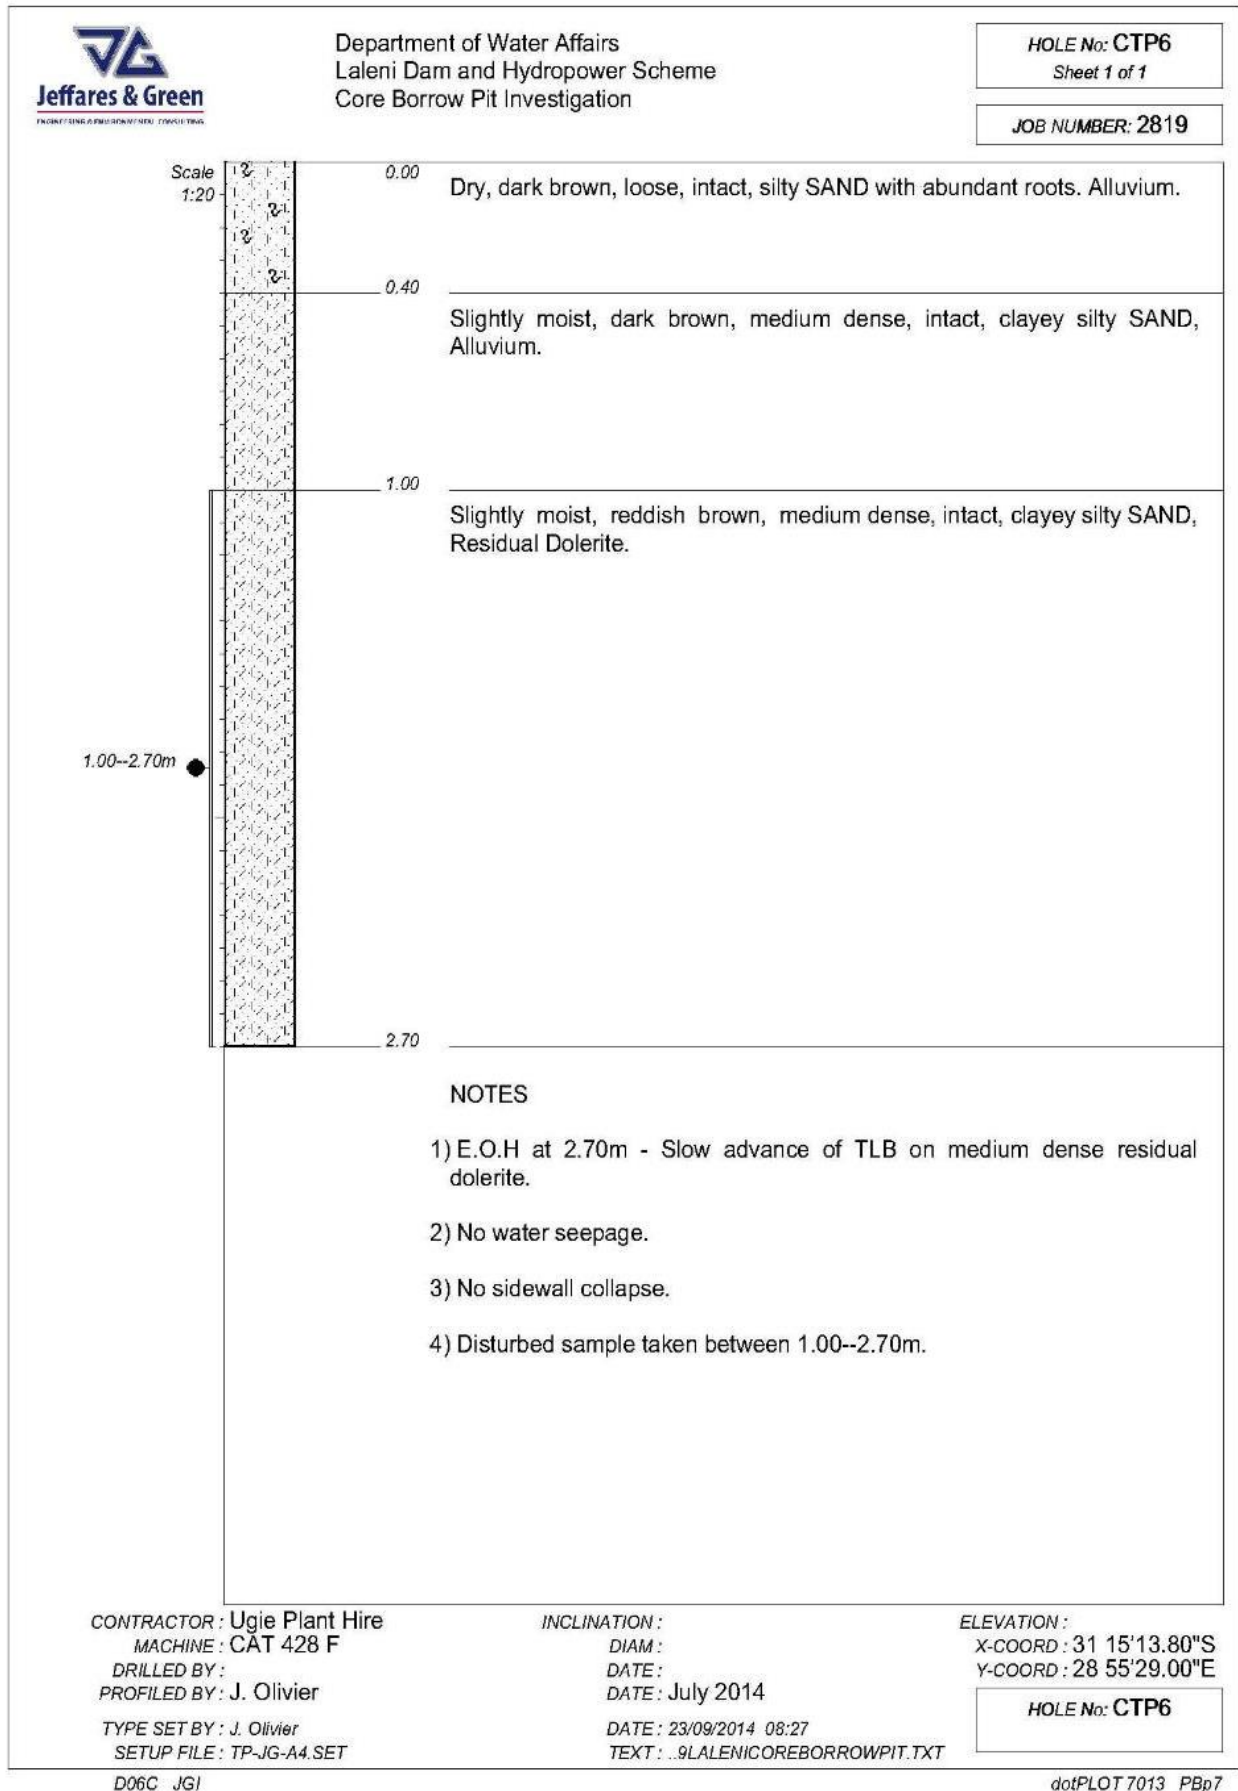 Jeffares & Green
ENGINEERING & ENVIRONMENTAL CONSULTING
Department of Water Affairs
Laleni Dam and Hydropower Scheme
Core Borrow Pit Investigation
HOLE No: CTP6
Sheet 1 of 1
JOB NUMBER: 2819
Scale
1:20
0.00
Dry, dark brown, loose, intact, silty SAND with abundant roots. Alluvium.
0.40
Slightly moist, dark brown, medium dense, intact, clayey silty SAND,
Alluvium.
1.00
Slightly moist, reddish brown, medium dense, intact, clayey silty SAND,
Residual Dolerite.
1.00--2.70m
2.70
NOTES
1) E.O.H at 2.70m - Slow advance of TLB on medium dense residual
dolerite.
2) No water seepage.
3) No sidewall collapse.
4) Disturbed sample taken between 1.00--2.70m.
CONTRACTOR : Ugie Plant Hire
MACHINE : CAT 428 F
DRILLED BY :
PROFILED BY : J. Olivier
TYPE SET BY : J. Olivier
SETUP FILE : TP-JG-A4.SET
INCLINATION :
DIAM :
DATE :
DATE : July 2014
DATE : 23/09/2014 08:27
TEXT : ..9LALENICOREBORROWPIT.TXT
ELEVATION :
X-COORD : 31 15'13.80"S
Y-COORD : 28 55'29.00"E
HOLE No: CTP6
D06C JGI
dotPLOT 7013 PBp7